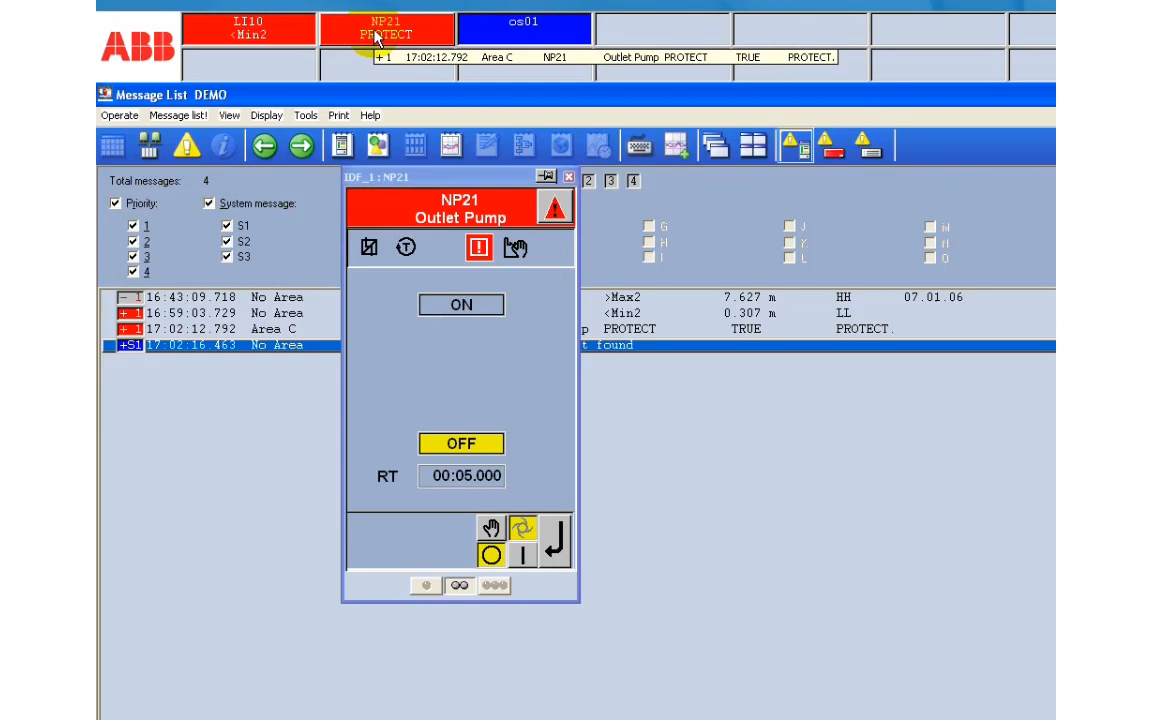 LI10
<Min2
NP21
PROTECT
os01
ABB
+ 1 17:02:12.792 Area C NP21 Outlet Pump PROTECT TRUE PROTECT.
Message List DEMO
Operate Message list! View Display Tools Print Help
Total messages: 4
Priority: System message:
1 S1
2 S2
3 S3
4
2 3 4
G J M
H K N
I L O
IDF_1 : NP21
NP21
Outlet Pump
ON
OFF
RT 00:05.000
- 1 16:43:09.718 No Area >Max2 7.627 m HH 07.01.06
+ 1 16:59:03.729 No Area <Min2 0.307 m LL
+ 1 17:02:12.792 Area C p PROTECT TRUE PROTECT.
+S1 17:02:16.463 No Area t found